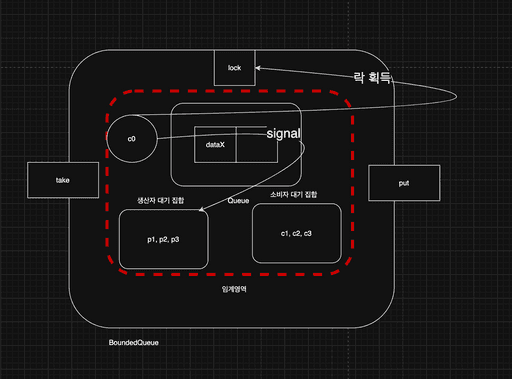 lock
락 획득
c0
signal
dataX
take
put
생산자 대기 집합
Queue
소비자 대기 집합
p1, p2, p3
c1, c2, c3
임계영역
BoundedQueue